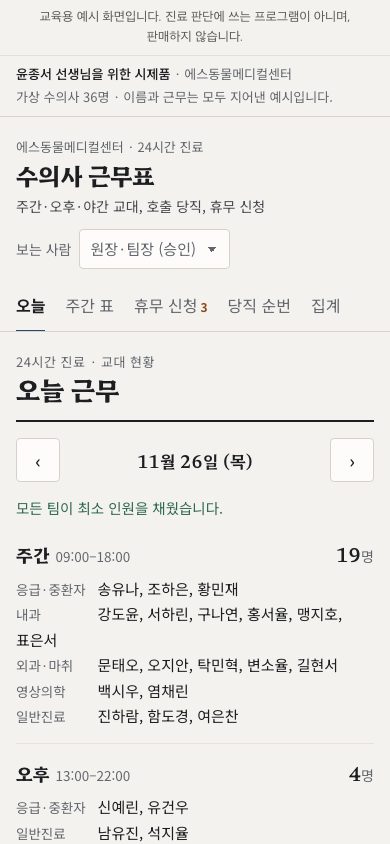 교육용 예시 화면입니다. 진료 판단에 쓰는 프로그램이 아니며,
판매하지 않습니다.
윤종서 선생님을 위한 시제품 · 에스동물메디컬센터
가상 수의사 36명 · 이름과 근무는 모두 지어낸 예시입니다.
에스동물메디컬센터 · 24시간 진료
수의사 근무표
주간·오후·야간 교대, 호출 당직, 휴무 신청
보는 사람 원장·팀장 (승인)
오늘 주간 표 휴무 신청 3 당직 순번 집계
24시간 진료 · 교대 현황
오늘 근무
‹ 11월 26일 (목) ›
모든 팀이 최소 인원을 채웠습니다.
주간 09:00–18:00 19명
응급·중환자 송유나, 조하은, 황민재
내과 강도윤, 서하린, 구나연, 홍서율, 맹지호,
표은서
외과·마취 문태오, 오지안, 탁민혁, 변소율, 길현서
영상의학 백시우, 염채린
일반진료 진하람, 함도경, 여은찬
오후 13:00–22:00 4명
응급·중환자 신예린, 유건우
일반진료 남유진, 석지율